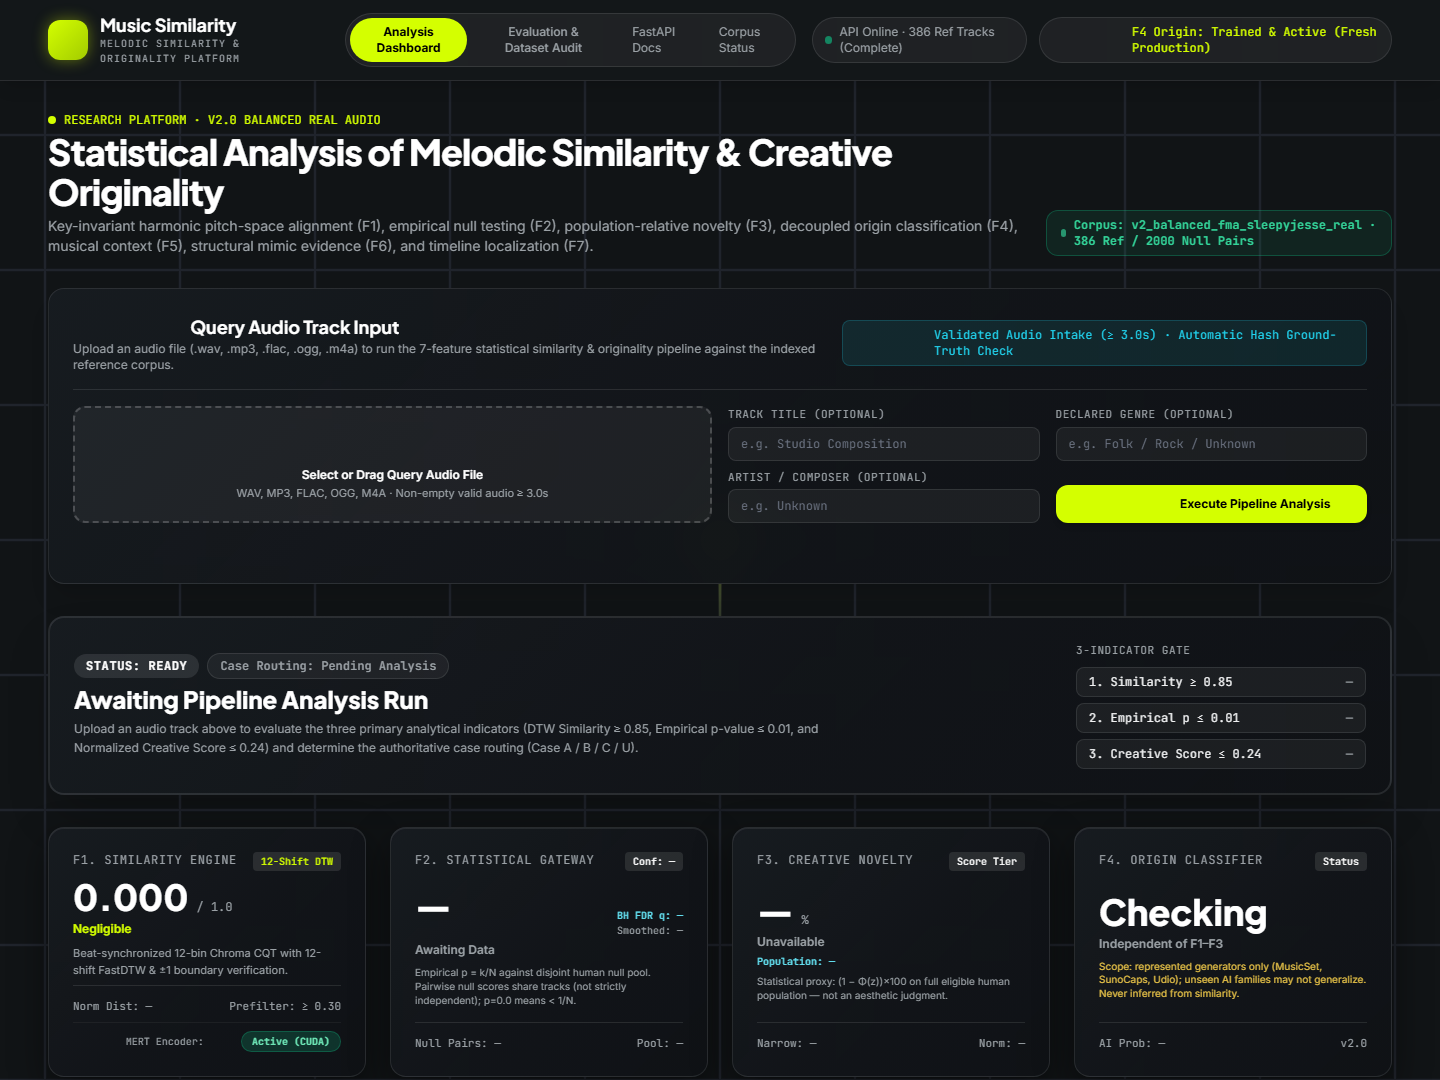 Music Similarity
MELODIC SIMILARITY &
ORIGINALITY PLATFORM
Analysis
Dashboard
Evaluation &
Dataset Audit
FastAPI
Docs
Corpus
Status
API Online · 386 Ref Tracks
(Complete)
F4 Origin: Trained & Active (Fresh
Production)
RESEARCH PLATFORM · V2.0 BALANCED REAL AUDIO
Statistical Analysis of Melodic Similarity & Creative
Originality
Key-invariant harmonic pitch-space alignment (F1), empirical null testing (F2), population-relative novelty (F3), decoupled origin classification (F4),
musical context (F5), structural mimic evidence (F6), and timeline localization (F7).
Corpus: v2_balanced_fma_sleepyjesse_real ·
386 Ref / 2000 Null Pairs
Query Audio Track Input
Upload an audio file (.wav, .mp3, .flac, .ogg, .m4a) to run the 7-feature statistical similarity & originality pipeline against the indexed
reference corpus.
Validated Audio Intake (≥ 3.0s) · Automatic Hash Ground-
Truth Check
Select or Drag Query Audio File
WAV, MP3, FLAC, OGG, M4A · Non-empty valid audio ≥ 3.0s
TRACK TITLE (OPTIONAL)
e.g. Studio Composition
DECLARED GENRE (OPTIONAL)
e.g. Folk / Rock / Unknown
ARTIST / COMPOSER (OPTIONAL)
e.g. Unknown
Execute Pipeline Analysis
STATUS: READY
Case Routing: Pending Analysis
Awaiting Pipeline Analysis Run
Upload an audio track above to evaluate the three primary analytical indicators (DTW Similarity ≥ 0.85, Empirical p-value ≤ 0.01, and
Normalized Creative Score ≤ 0.24) and determine the authoritative case routing (Case A / B / C / U).
3-INDICATOR GATE
1. Similarity ≥ 0.85 —
2. Empirical p ≤ 0.01 —
3. Creative Score ≤ 0.24 —
F1. SIMILARITY ENGINE
12-Shift DTW
0.000 / 1.0
Negligible
Beat-synchronized 12-bin Chroma CQT with 12-
shift FastDTW & ±1 boundary verification.
Norm Dist: — Prefilter: ≥ 0.30
MERT Encoder: Active (CUDA)
F2. STATISTICAL GATEWAY
Conf: —
—
BH FDR q: —
Smoothed: —
Awaiting Data
Empirical p = k/N against disjoint human null pool.
Pairwise null scores share tracks (not strictly
independent); p=0.0 means < 1/N.
Null Pairs: — Pool: —
F3. CREATIVE NOVELTY
Score Tier
— %
Unavailable
Population: —
Statistical proxy: (1 − Φ(z))×100 on full eligible human
population — not an aesthetic judgment.
Narrow: — Norm: —
F4. ORIGIN CLASSIFIER
Status
Checking
Independent of F1–F3
Scope: represented generators only (MusicSet,
SunoCaps, Udio); unseen AI families may not generalize.
Never inferred from similarity.
AI Prob: — v2.0